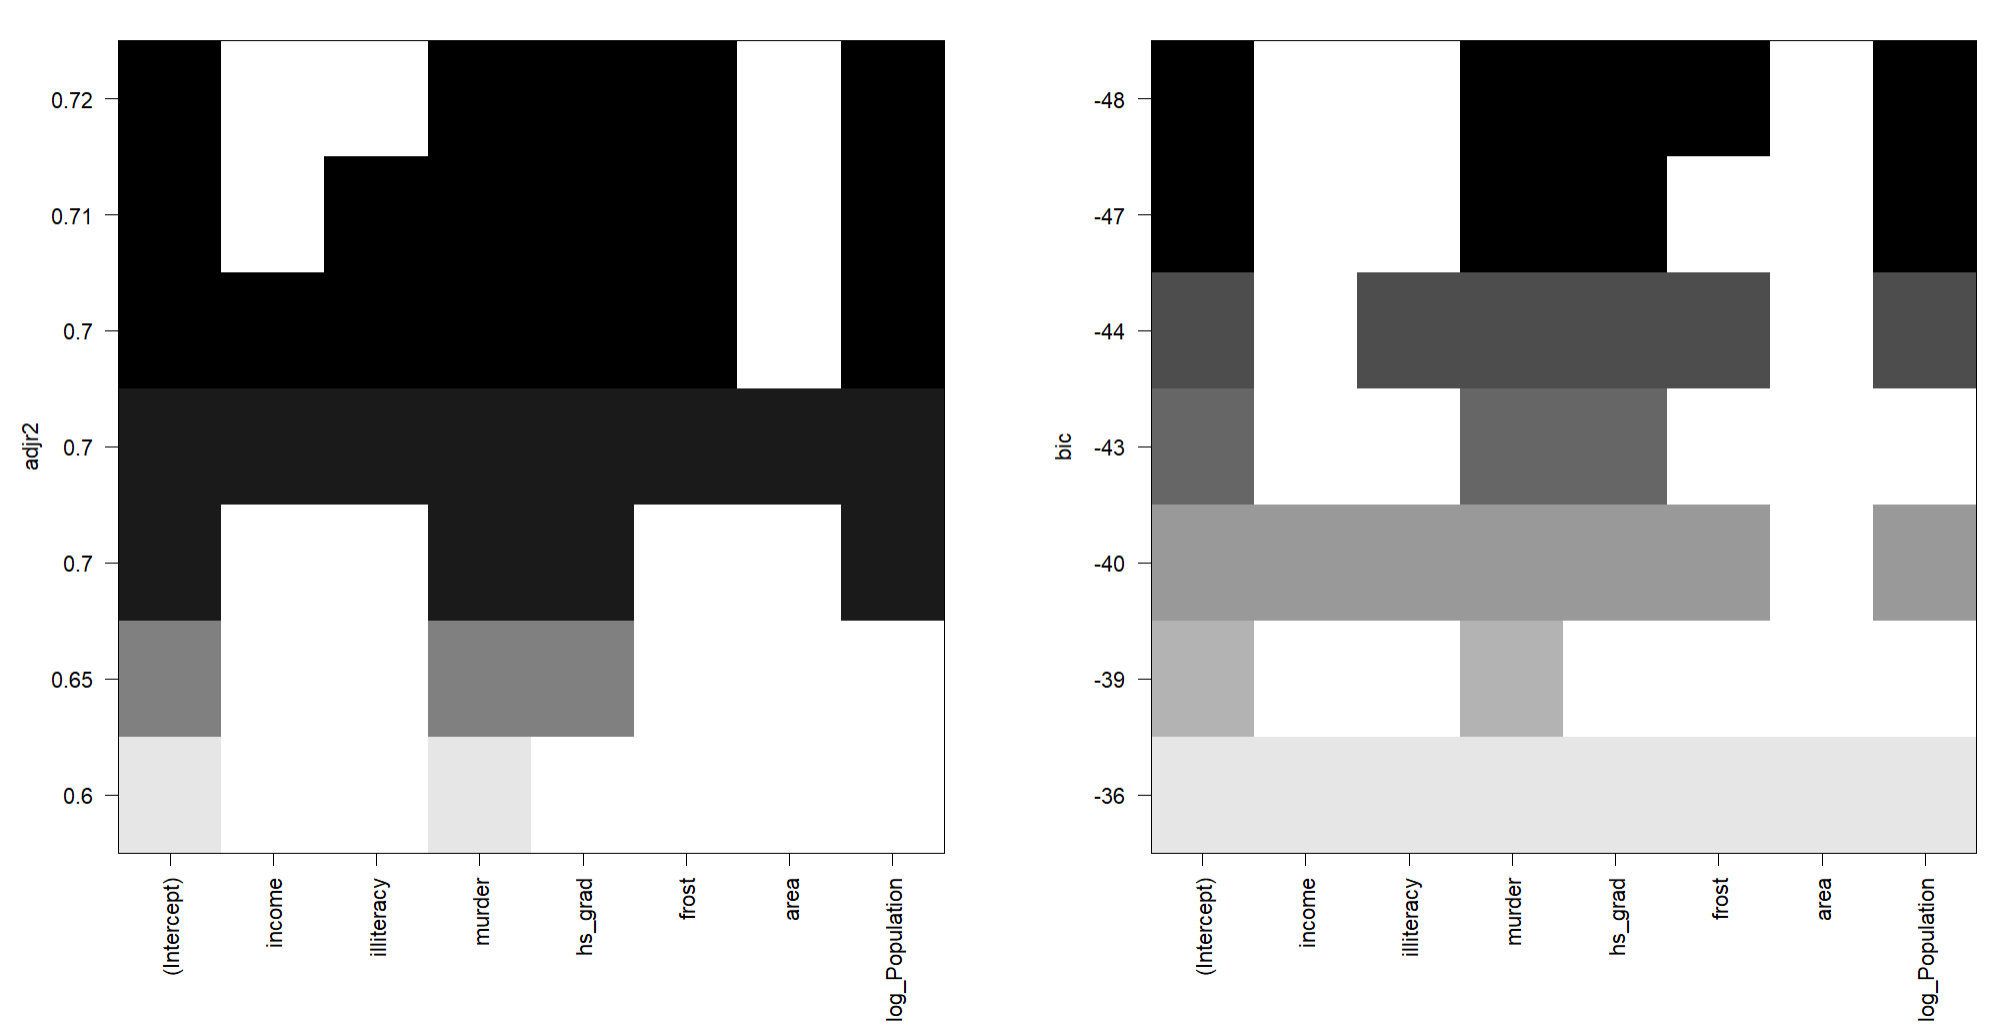 adjr2
0.72
0.71
0.7
0.7
0.7
0.65
0.6
(Intercept)
income
illiteracy
murder
hs_grad
frost
area
log_Population
bic
-48
-47
-44
-43
-40
-39
-36
(Intercept)
income
illiteracy
murder
hs_grad
frost
area
log_Population